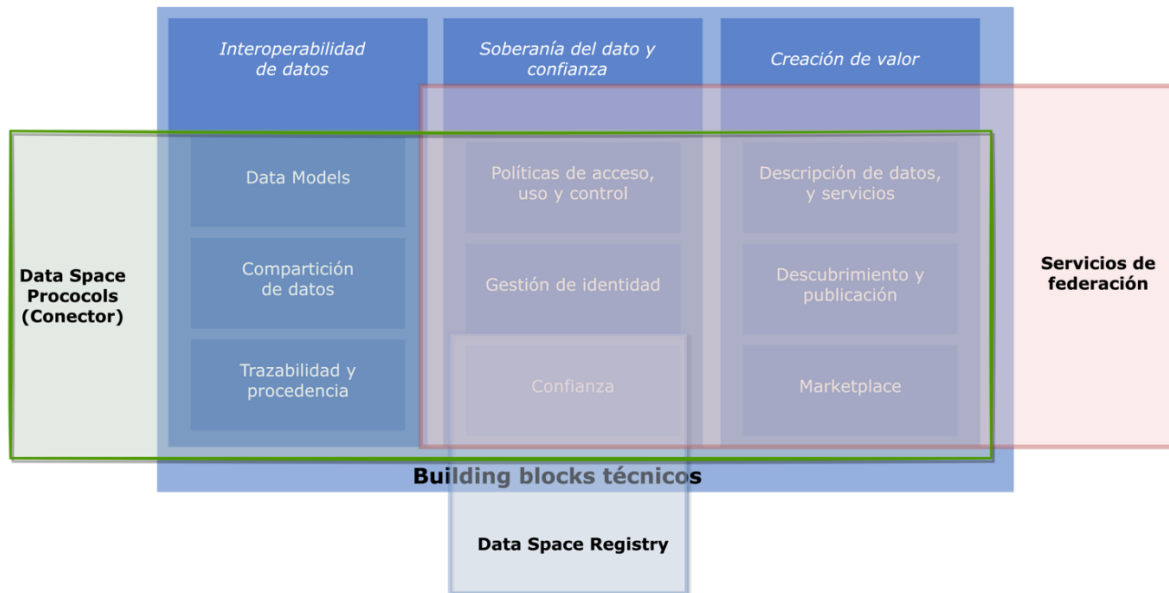 Interoperabilidad
de datos
Soberanía del dato y
confianza
Creación de valor
Data Models
Políticas de acceso,
uso y control
Descripción de datos,
y servicios
Data Space
Prococols
(Conector)
Compartición
de datos
Gestión de identidad
Descubrimiento y
publicación
Servicios de
federación
Trazabilidad y
procedencia
Confianza
Marketplace
Building blocks técnicos
Data Space Registry